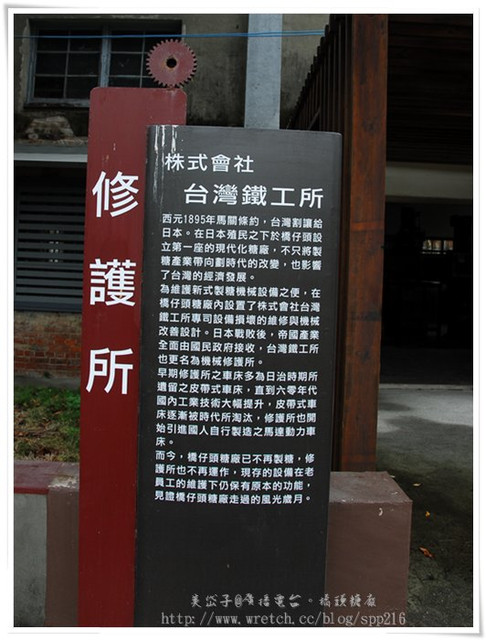 修護所
株式會社
台灣鐵工所
西元1895年馬關條約，台灣割讓給
日本。在日本殖民之下於橋仔頭設
立第一座的現代化糖廠，不只將製
糖產業帶向劃時代的改變，也影響
了台灣的經濟發展。
為維護新式製糖機械設備之便，在
橋仔頭糖廠內設置了株式會社台灣
鐵工所專司設備損壞的維修與機械
改善設計。日本戰敗後，帝國產業
全面由國民政府接收，台灣鐵工所
也更名為機械修護所。
早期修護所之車床多為日治時期所
遺留之皮帶式車床，直到六零年代
國內工業技術大幅提升，皮帶式車
床逐漸被時代所淘汰，修護所也開
始引進國人自行製造之馬達動力車
床。
而今，橋仔頭糖廠已不再製糖，修
護所也不再運作，現存的設備在老
員工的維護下仍保有原本的功能，
見證橋仔頭糖廠走過的風光歲月。
美岱子@廣播電台。橋頭糖廠
http://www.wretch.cc/blog/spp216